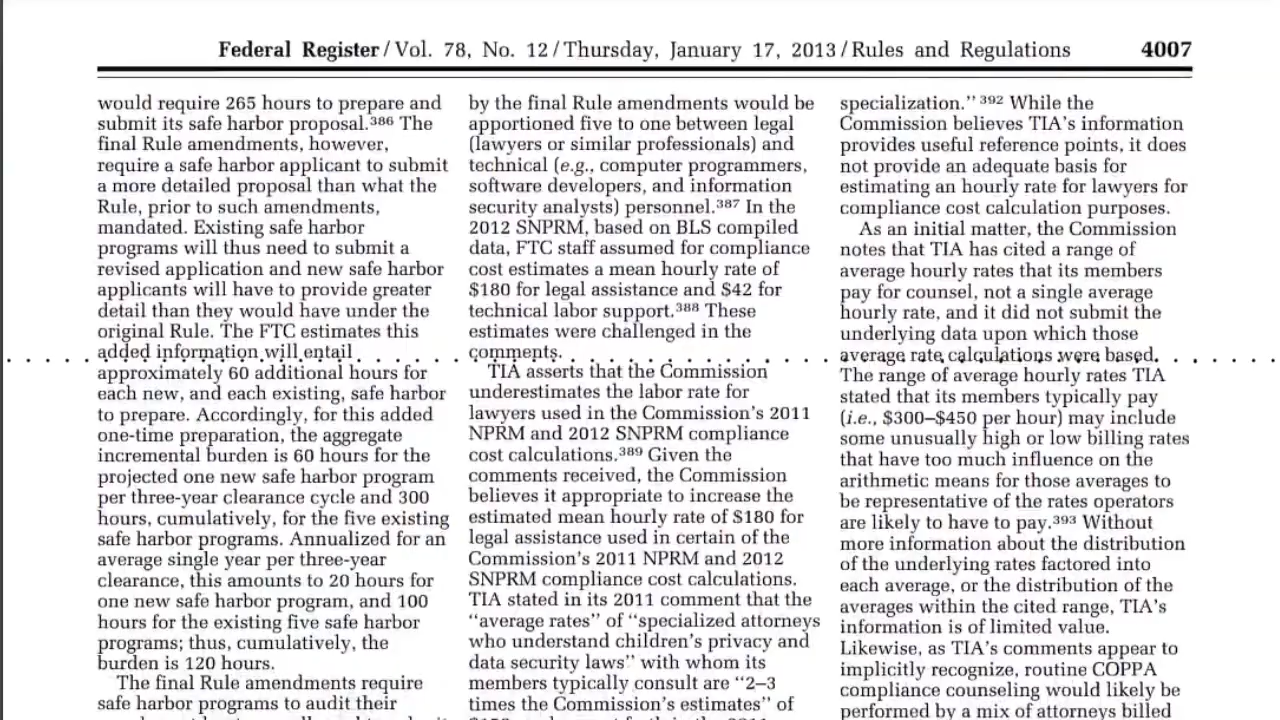 Federal Register / Vol. 78, No. 12 / Thursday, January 17, 2013 / Rules and Regulations 4007
would require 265 hours to prepare and
submit its safe harbor proposal.386 The
final Rule amendments, however,
require a safe harbor applicant to submit
a more detailed proposal than what the
Rule, prior to such amendments,
mandated. Existing safe harbor
programs will thus need to submit a
revised application and new safe harbor
applicants will have to provide greater
detail than they would have under the
original Rule. The FTC estimates this
added information will entail
approximately 60 additional hours for
each new, and each existing, safe harbor
to prepare. Accordingly, for this added
one-time preparation, the aggregate
incremental burden is 60 hours for the
projected one new safe harbor program
per three-year clearance cycle and 300
hours, cumulatively, for the five existing
safe harbor programs. Annualized for an
average single year per three-year
clearance, this amounts to 20 hours for
one new safe harbor program, and 100
hours for the existing five safe harbor
programs; thus, cumulatively, the
burden is 120 hours.
The final Rule amendments require
safe harbor programs to audit their
by the final Rule amendments would be
apportioned five to one between legal
(lawyers or similar professionals) and
technical (e.g., computer programmers,
software developers, and information
security analysts) personnel.387 In the
2012 SNPRM, based on BLS compiled
data, FTC staff assumed for compliance
cost estimates a mean hourly rate of
$180 for legal assistance and $42 for
technical labor support.388 These
estimates were challenged in the
comments.
TIA asserts that the Commission
underestimates the labor rate for
lawyers used in the Commission's 2011
NPRM and 2012 SNPRM compliance
cost calculations.389 Given the
comments received, the Commission
believes it appropriate to increase the
estimated mean hourly rate of $180 for
legal assistance used in certain of the
Commission's 2011 NPRM and 2012
SNPRM compliance cost calculations.
TIA stated in its 2011 comment that the
"average rates" of "specialized attorneys
who understand children's privacy and
data security laws" with whom its
members typically consult are "2–3
times the Commission's estimates" of
specialization." 392 While the
Commission believes TIA's information
provides useful reference points, it does
not provide an adequate basis for
estimating an hourly rate for lawyers for
compliance cost calculation purposes.
As an initial matter, the Commission
notes that TIA has cited a range of
average hourly rates that its members
pay for counsel, not a single average
hourly rate, and it did not submit the
underlying data upon which those
average rate calculations were based.
The range of average hourly rates TIA
stated that its members typically pay
(i.e., $300–$450 per hour) may include
some unusually high or low billing rates
that have too much influence on the
arithmetic means for those averages to
be representative of the rates operators
are likely to have to pay.393 Without
more information about the distribution
of the underlying rates factored into
each average, or the distribution of the
averages within the cited range, TIA's
information is of limited value.
Likewise, as TIA's comments appear to
implicitly recognize, routine COPPA
compliance counseling would likely be
performed by a mix of attorneys billed